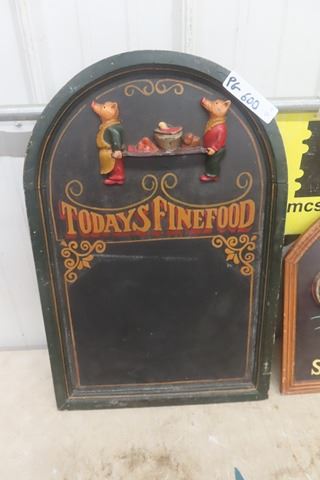 PG-600
TODAYS FINEFOOD
mcs
S